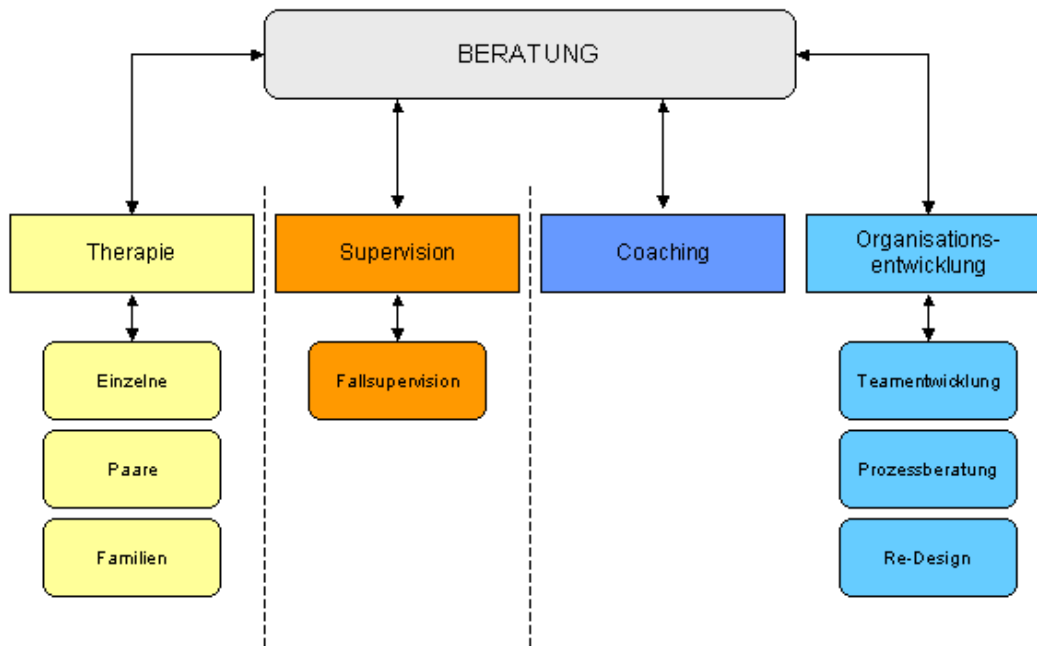 BERATUNG
Therapie
Supervision
Coaching
Organisations-
entwicklung
Einzelne
Fallsupervision
Teamentwicklung
Paare
Prozessberatung
Familien
Re-Design